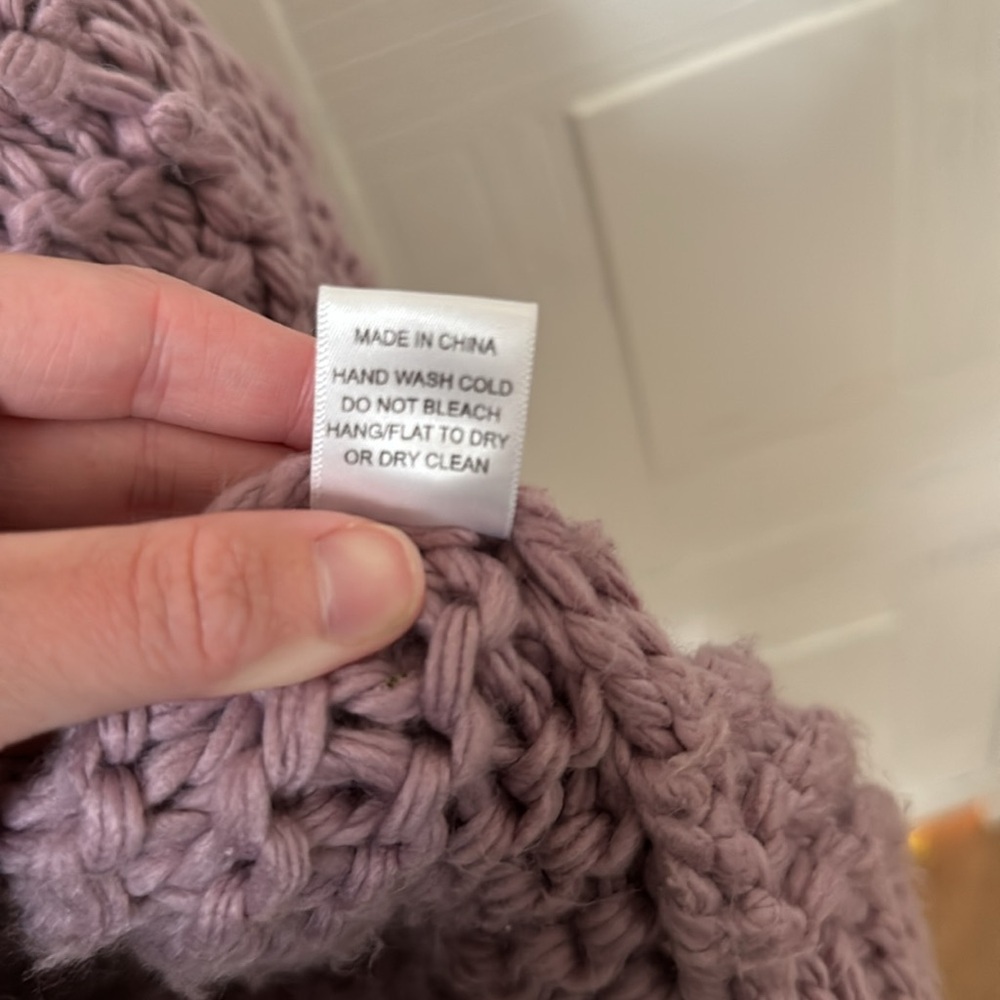 MADE IN CHINA
HAND WASH COLD
DO NOT BLEACH
HANG/FLAT TO DRY
OR DRY CLEAN